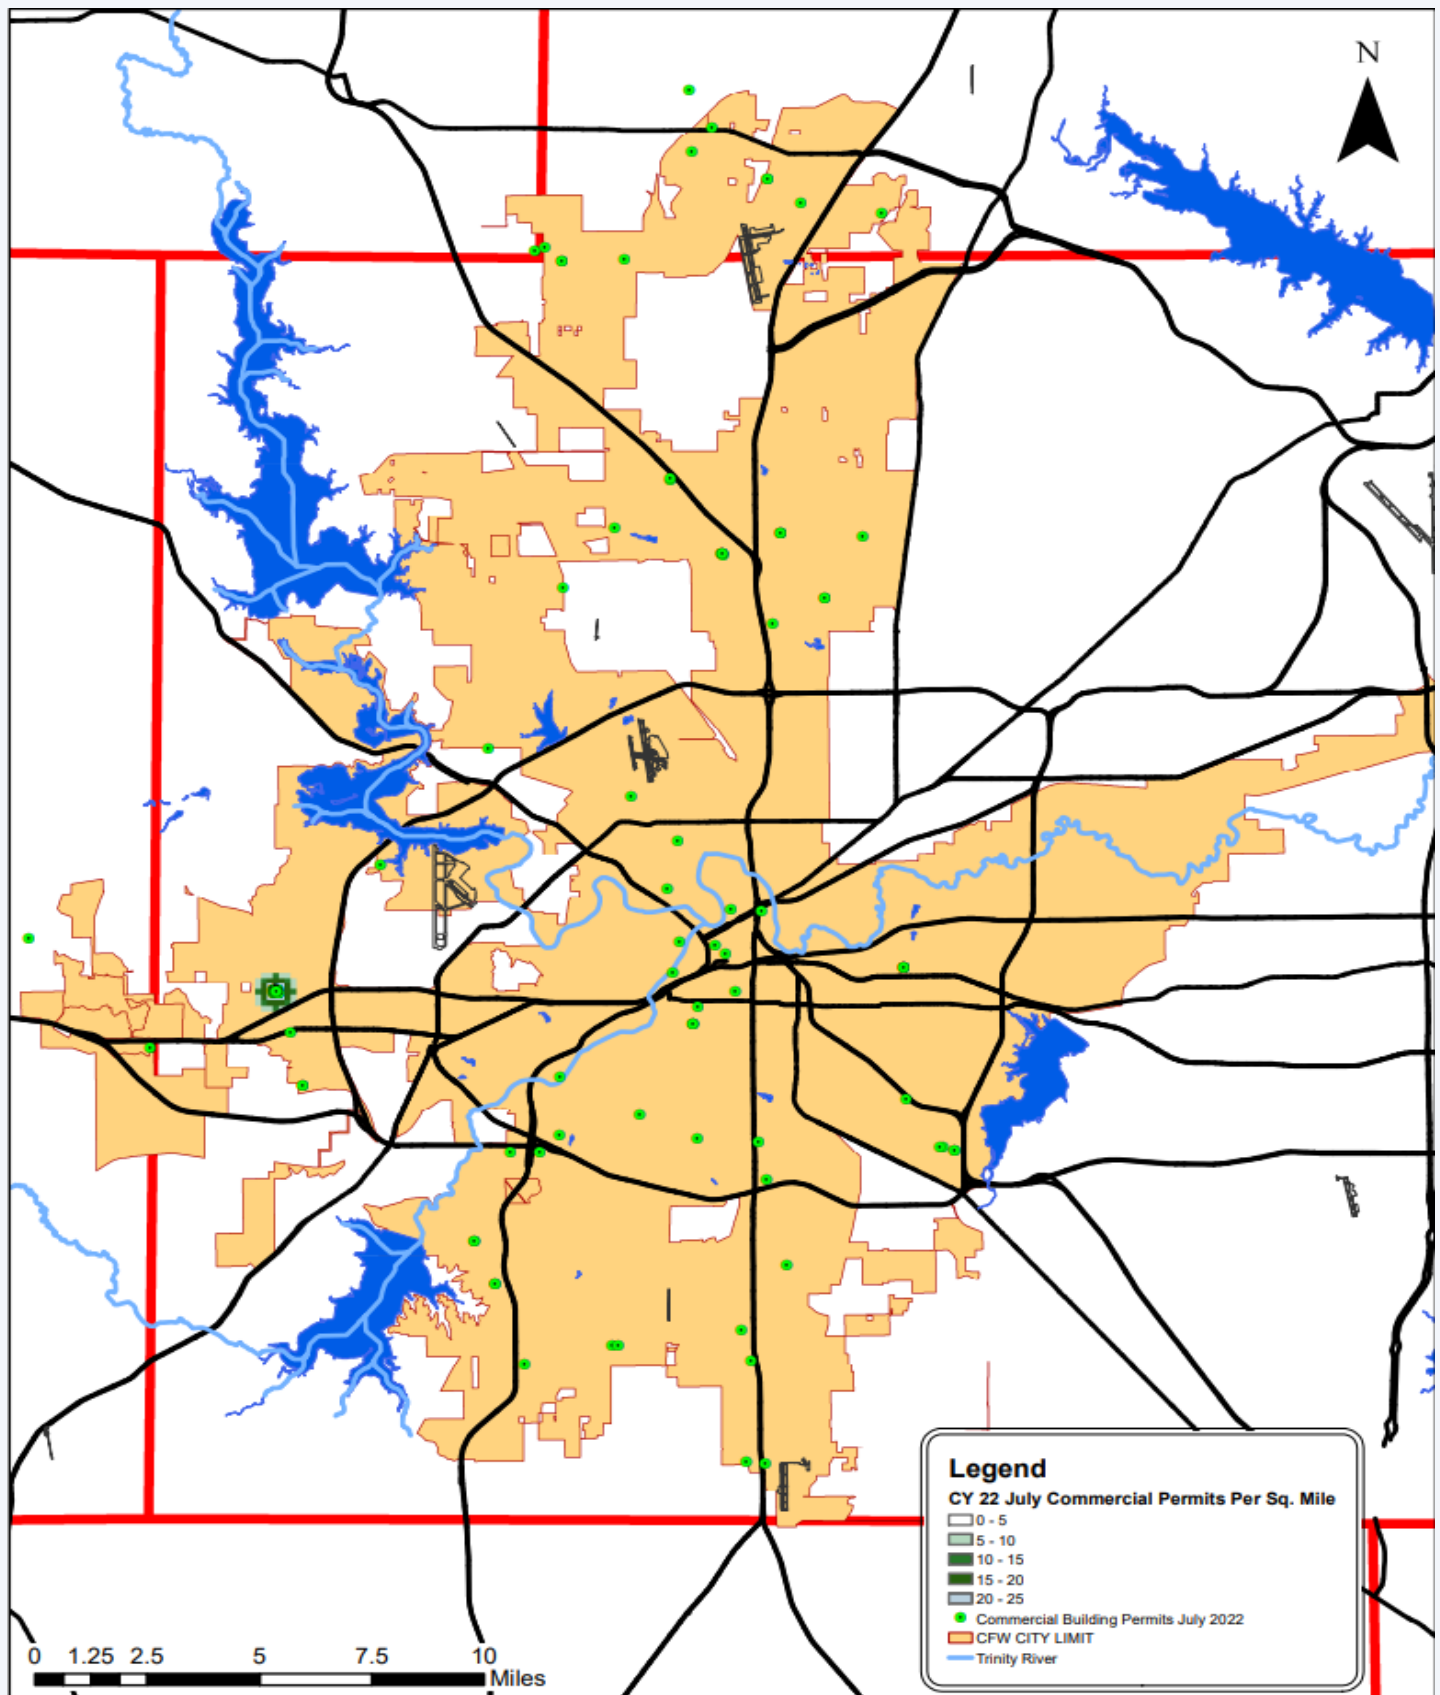 N
Legend
CY 22 July Commercial Permits Per Sq. Mile
0 - 5
5 - 10
10 - 15
15 - 20
20 - 25
Commercial Building Permits July 2022
CFW CITY LIMIT
Trinity River
0 1.25 2.5 5 7.5 10
Miles